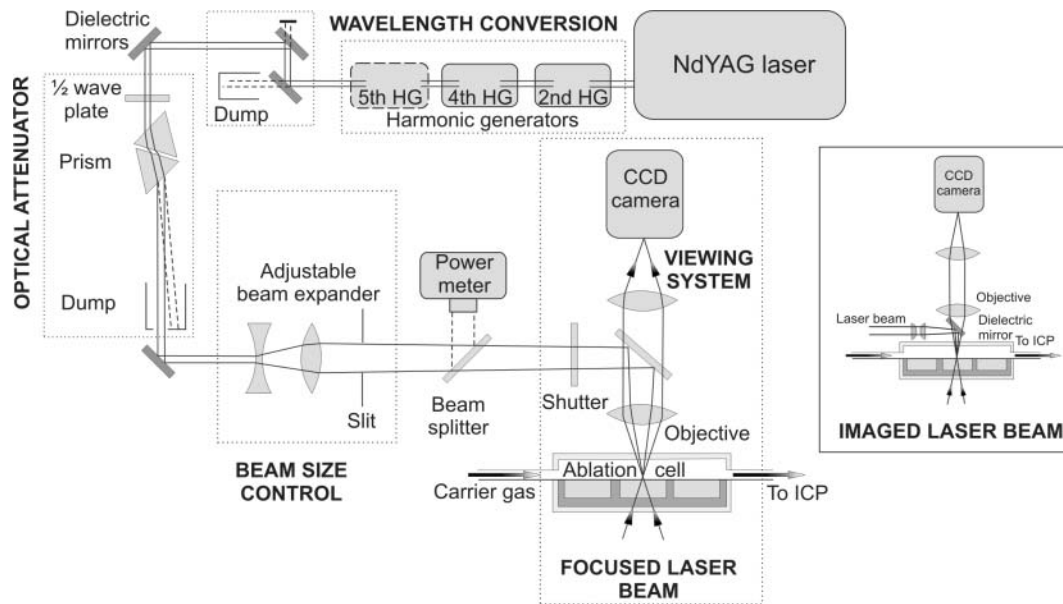 WAVELENGTH CONVERSION
Dielectric
mirrors
NdYAG laser
5th HG
4th HG
2nd HG
Harmonic generators
Dump
OPTICAL ATTENUATOR
½ wave
plate
Prism
Dump
Adjustable
beam expander
Slit
BEAM SIZE
CONTROL
Power
meter
Beam
splitter
CCD
camera
VIEWING
SYSTEM
Shutter
Objective
Ablation cell
Carrier gas
To ICP
FOCUSED LASER
BEAM
CCD
camera
Objective
Laser beam
Dielectric
mirror
To ICP
IMAGED LASER BEAM